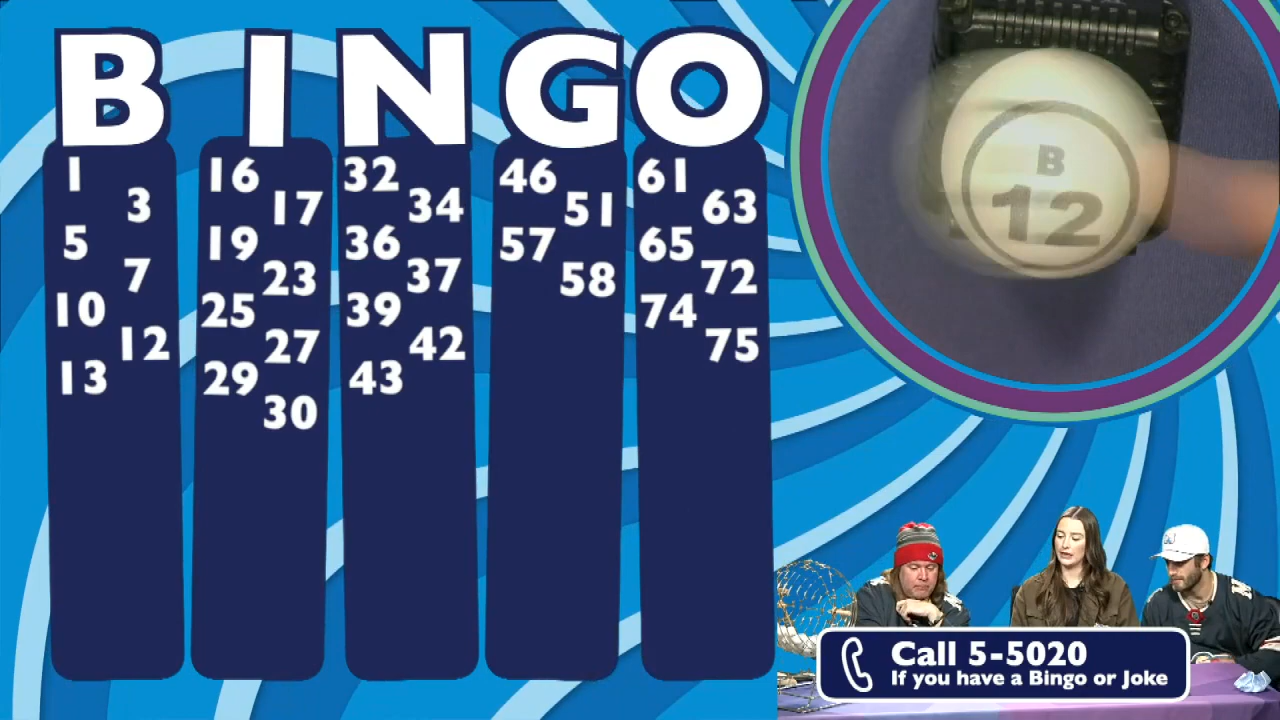 BINGO
1 16 32 46 61
3 17 34 51 63
5 19 36 57 65
7 23 37 58 72
10 25 39 74
12 27 42 75
13 29 43
30
B
12
Call 5-5020
If you have a Bingo or Joke